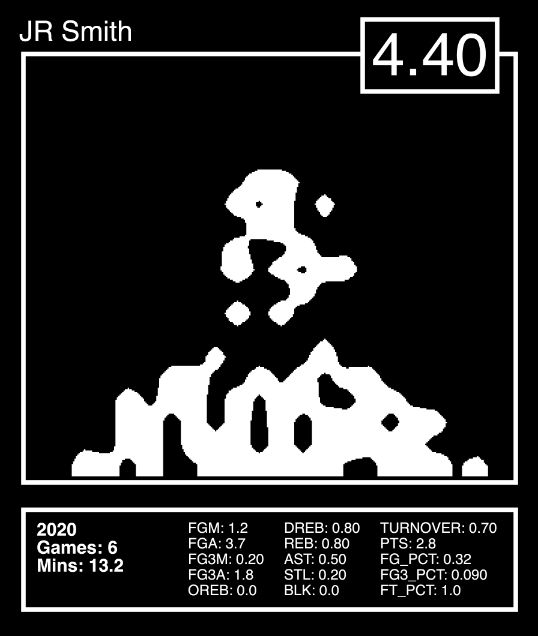 JR Smith
4.40
2020
Games: 6
Mins: 13.2
FGM: 1.2
FGA: 3.7
FG3M: 0.20
FG3A: 1.8
OREB: 0.0
DREB: 0.80
REB: 0.80
AST: 0.50
STL: 0.20
BLK: 0.0
TURNOVER: 0.70
PTS: 2.8
FG_PCT: 0.32
FG3_PCT: 0.090
FT_PCT: 1.0